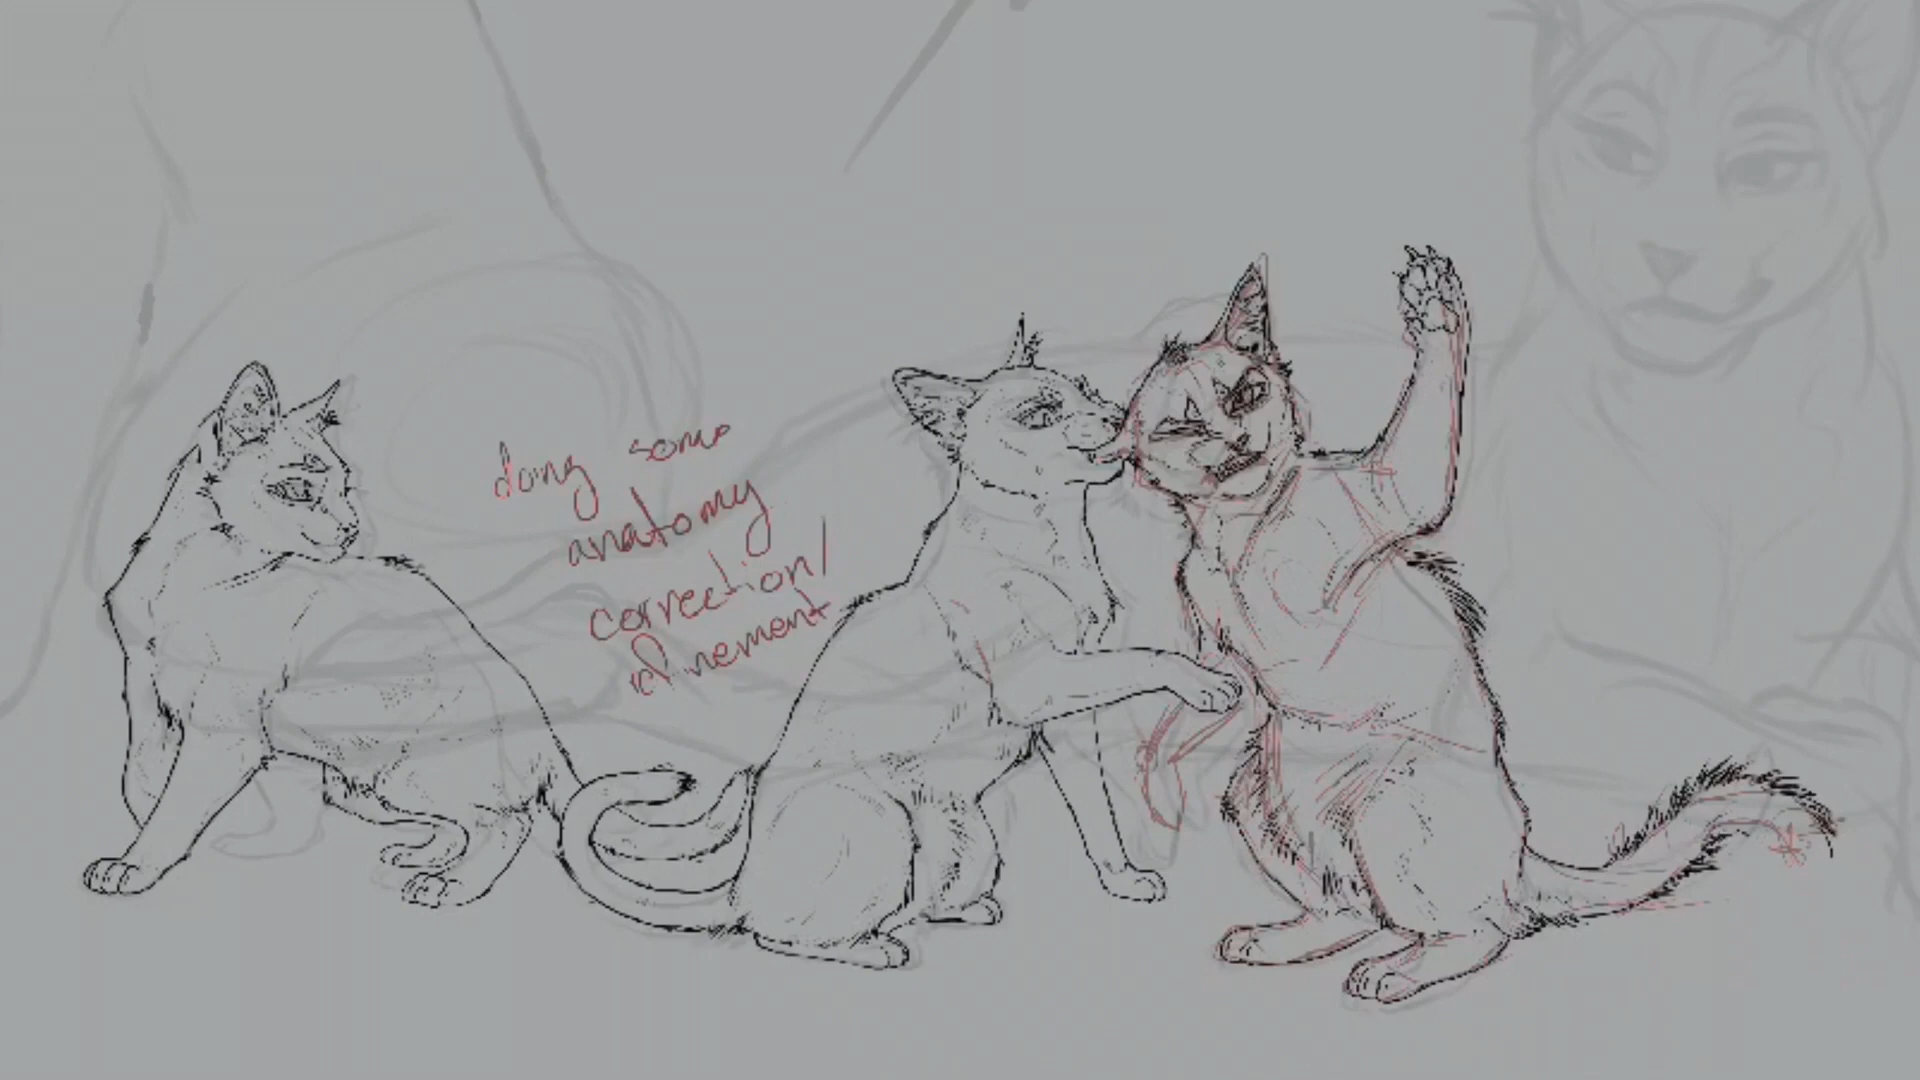 doing some
anatomy
correction/
refinement